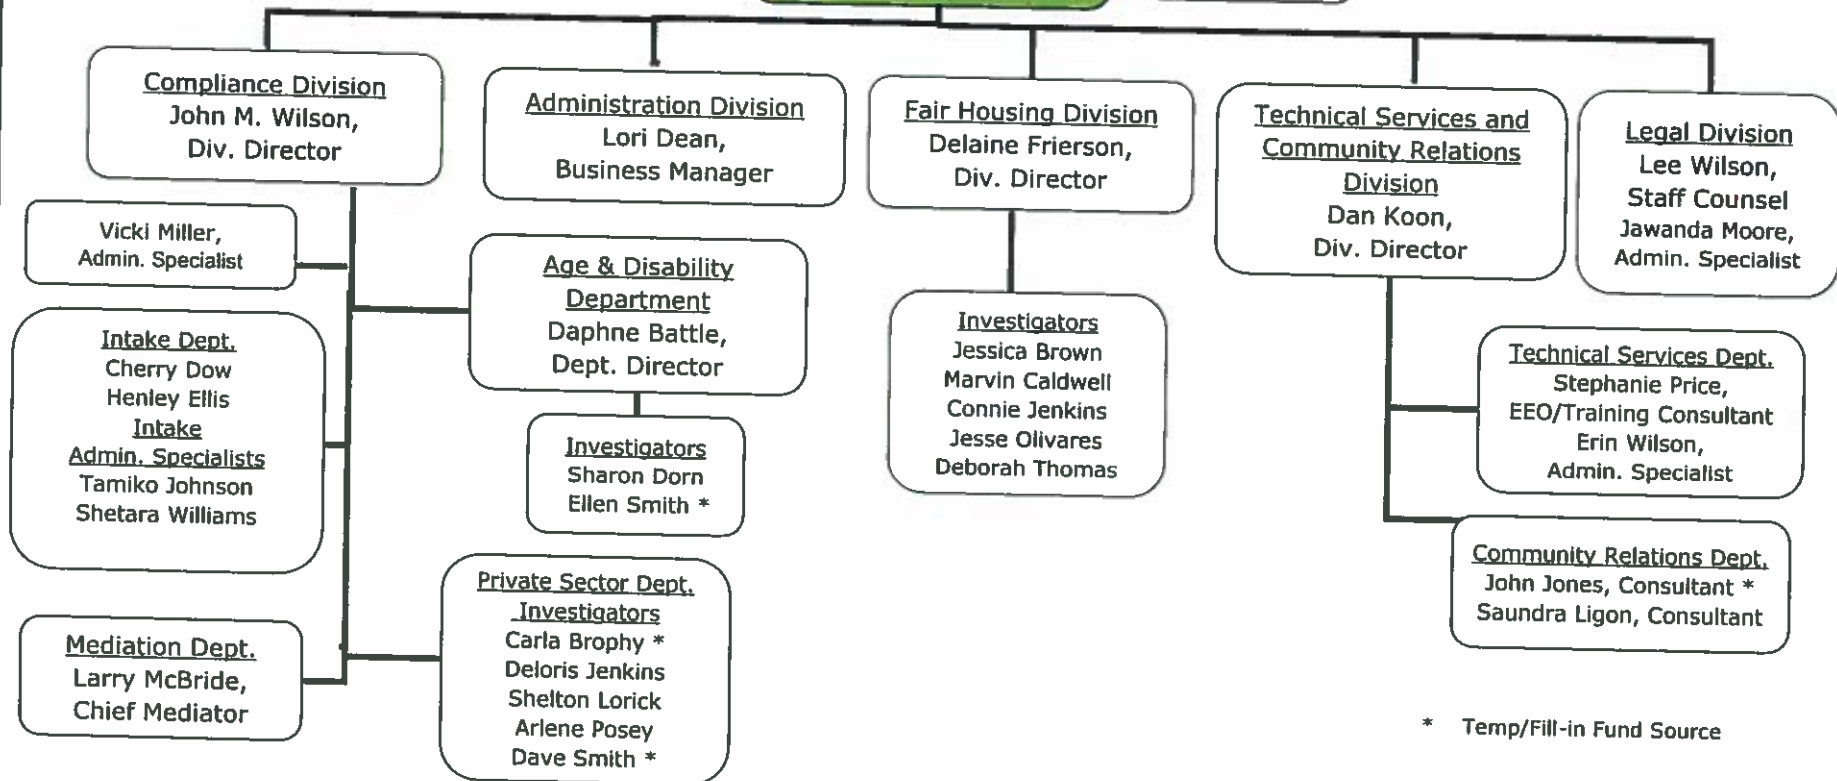 Compliance Division
John M. Wilson,
Div. Director
Administration Division
Lori Dean,
Business Manager
Fair Housing Division
Delaine Frierson,
Div. Director
Technical Services and
Community Relations
Division
Dan Koon,
Div. Director
Legal Division
Lee Wilson,
Staff Counsel
Jawanda Moore,
Admin. Specialist
Vicki Miller,
Admin. Specialist
Age & Disability
Department
Daphne Battle,
Dept. Director
Intake Dept.
Cherry Dow
Henley Ellis
Intake
Admin. Specialists
Tamiko Johnson
Shetara Williams
Investigators
Sharon Dorn
Ellen Smith *
Investigators
Jessica Brown
Marvin Caldwell
Connie Jenkins
Jesse Olivares
Deborah Thomas
Technical Services Dept.
Stephanie Price,
EEO/Training Consultant
Erin Wilson,
Admin. Specialist
Community Relations Dept.
John Jones, Consultant *
Saundra Ligon, Consultant
Mediation Dept.
Larry McBride,
Chief Mediator
Private Sector Dept.
Investigators
Carla Brophy *
Deloris Jenkins
Shelton Lorick
Arlene Posey
Dave Smith *
* Temp/Fill-in Fund Source